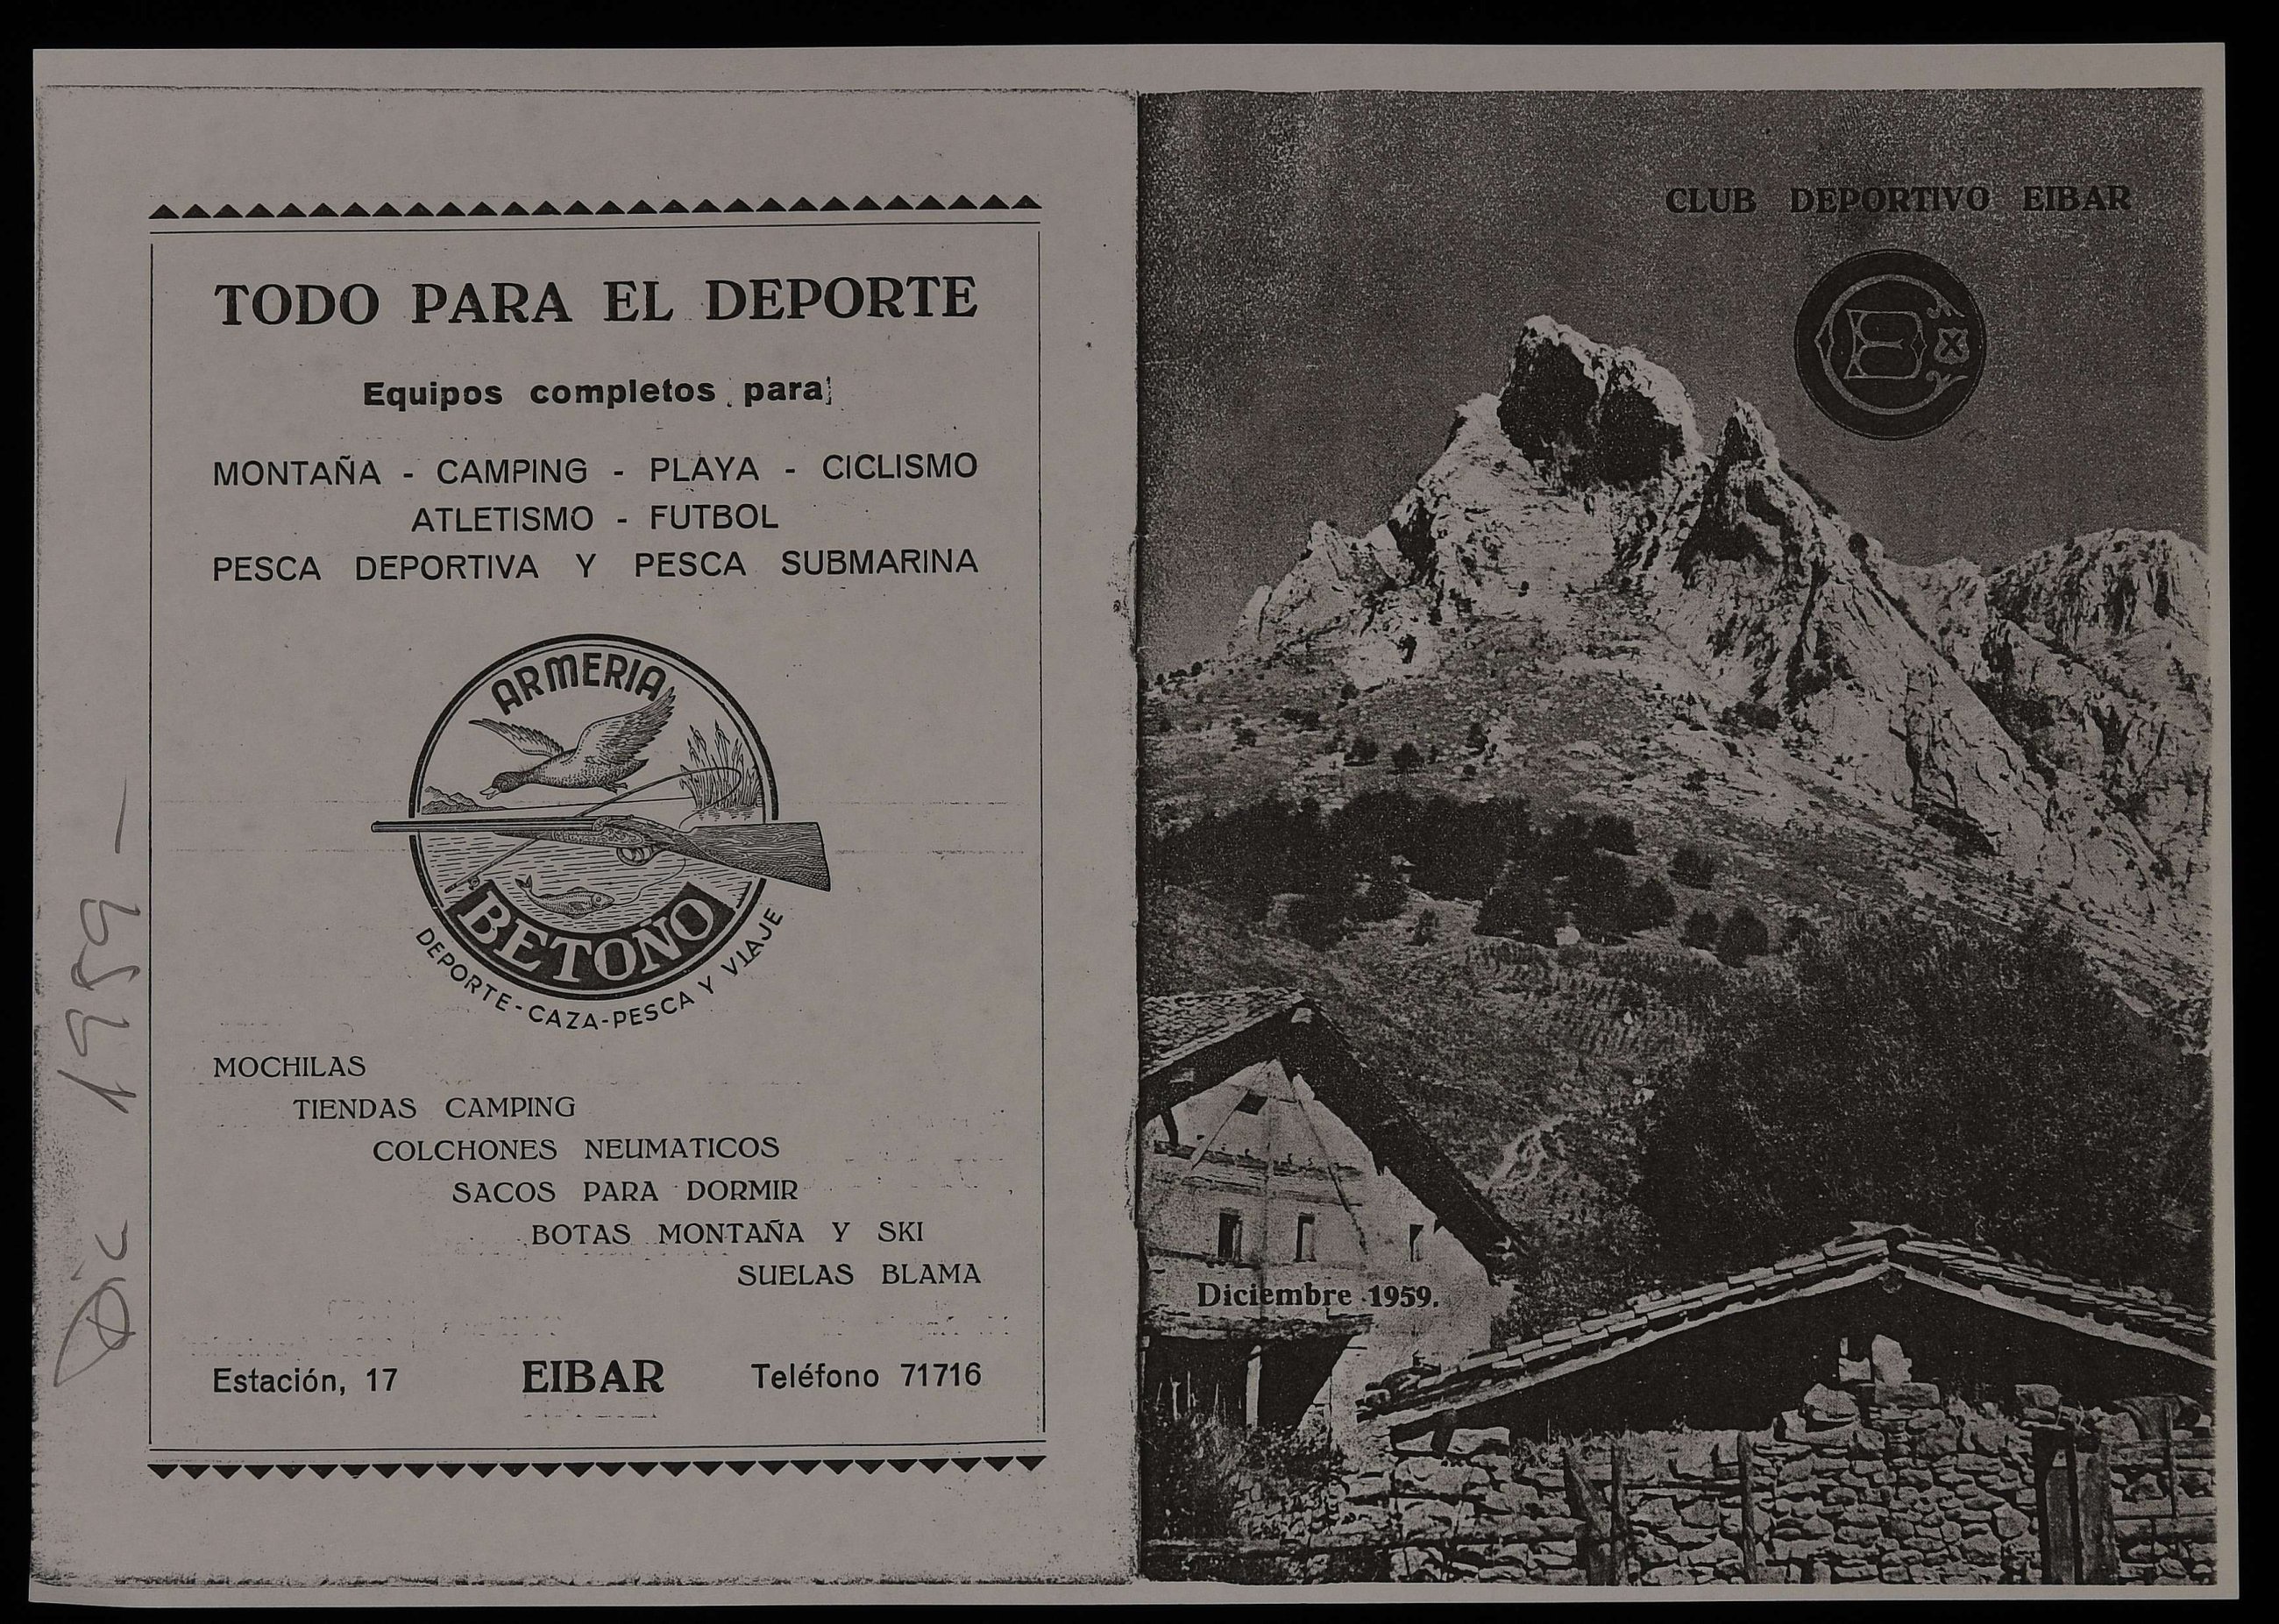 TODO PARA EL DEPORTE
Equipos completos para:
MONTAÑA - CAMPING - PLAYA - CICLISMO
ATLETISMO - FUTBOL
PESCA DEPORTIVA Y PESCA SUBMARINA
ARMERIA
BETOÑO
DEPORTE-CAZA-PESCA Y VIAJE
MOCHILAS
TIENDAS CAMPING
COLCHONES NEUMATICOS
SACOS PARA DORMIR
BOTAS MONTAÑA Y SKI
SUELAS BLAMA
Estación, 17 EIBAR Teléfono 71716
Dic 1959-
CLUB DEPORTIVO EIBAR
Diciembre 1959.